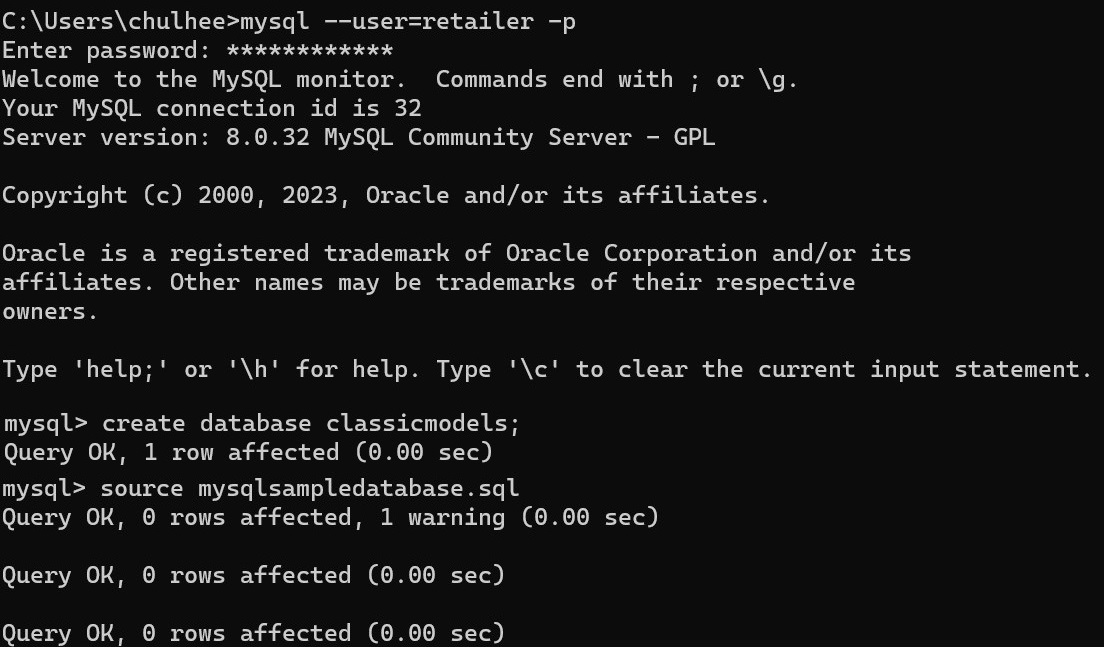 C:\Users\chulhee>mysql --user=retailer -p
Enter password: ************
Welcome to the MySQL monitor.  Commands end with ; or \g.
Your MySQL connection id is 32
Server version: 8.0.32 MySQL Community Server - GPL
Copyright (c) 2000, 2023, Oracle and/or its affiliates.
Oracle is a registered trademark of Oracle Corporation and/or its
affiliates. Other names may be trademarks of their respective
owners.
Type 'help;' or '\h' for help. Type '\c' to clear the current input statement.
mysql> create database classicmodels;
Query OK, 1 row affected (0.00 sec)
mysql> source mysqlsampledatabase.sql
Query OK, 0 rows affected, 1 warning (0.00 sec)
Query OK, 0 rows affected (0.00 sec)
Query OK, 0 rows affected (0.00 sec)